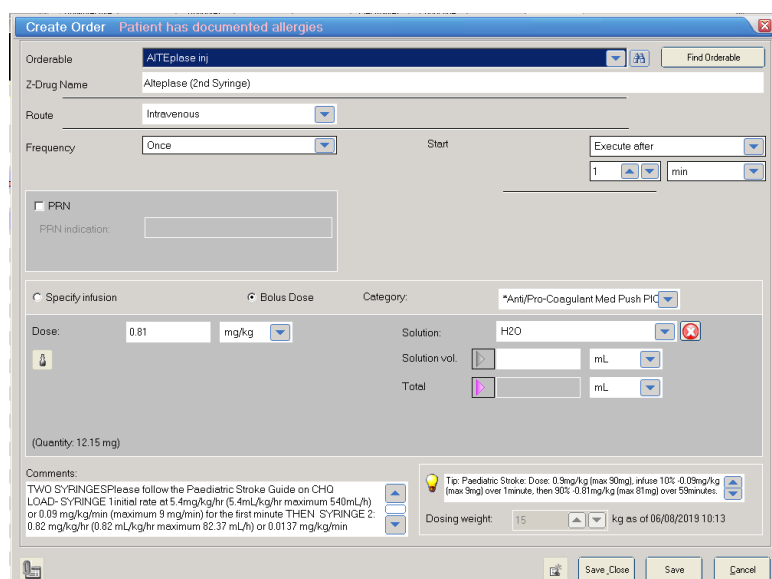 Create Order Patient has documented allergies
Orderable AlTEplase inj Find Orderable
Z-Drug Name Alteplase (2nd Syringe)
Route Intravenous
Frequency Once Start Execute after
1 min
PRN
PRN indication:
Specify infusion Bolus Dose Category: *Anti/Pro-Coagulant Med Push PIC
Dose: 0.81 mg/kg Solution: H2O
Solution vol. mL
Total mL
(Quantity: 12.15 mg)
Comments:
TWO SYRINGESPlease follow the Paediatric Stroke Guide on CHQ
LOAD- SYRINGE 1initial rate at 5.4mg/kg/hr (5.4mL/kg/hr maximum 540mL/h)
or 0.09 mg/kg/min (maximum 9 mg/min) for the first minute THEN SYRINGE 2:
0.82 mg/kg/hr (0.82 mL/kg/hr maximum 82.37 mL/h) or 0.0137 mg/kg/min
Tip: Paediatric Stroke: Dose: 0.9mg/kg (max 90mg), infuse 10% -0.09mg/kg
(max 9mg) over 1minute, then 90% -0.81mg/kg (max 81mg) over 59minutes.
Dosing weight: 15 kg as of 06/08/2019 10:13
Save_Close Save Cancel